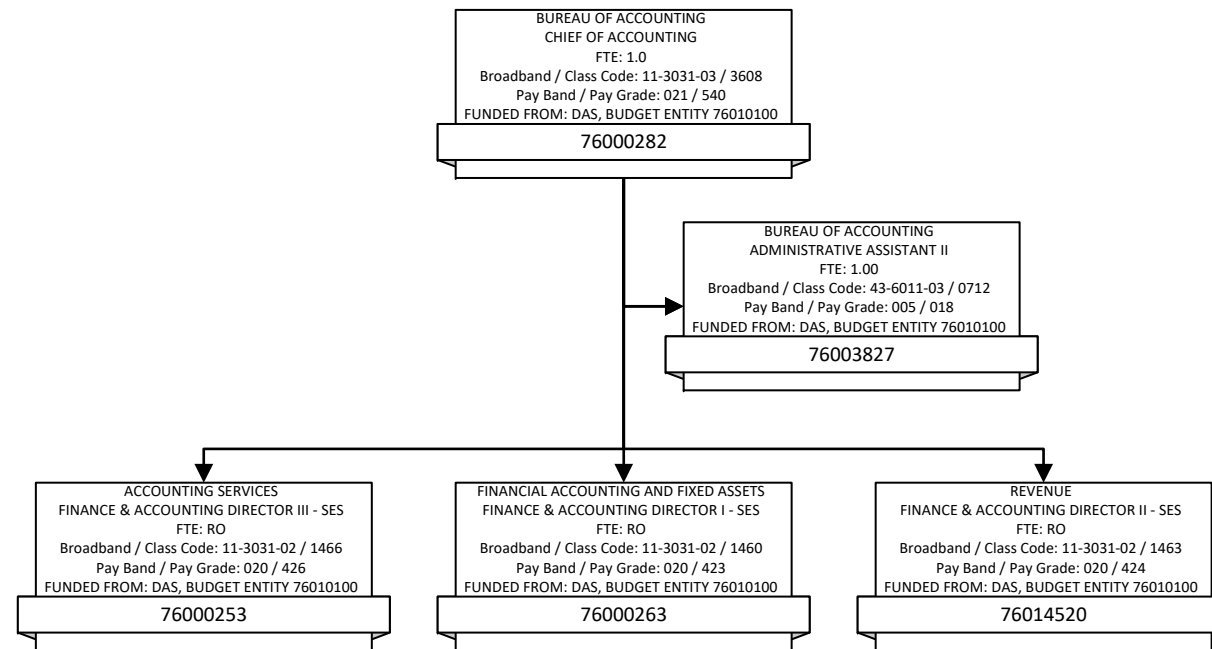 BUREAU OF ACCOUNTING
CHIEF OF ACCOUNTING
FTE: 1.0
Broadband / Class Code: 11-3031-03 / 3608
Pay Band / Pay Grade: 021 / 540
FUNDED FROM: DAS, BUDGET ENTITY 76010100
76000282
BUREAU OF ACCOUNTING
ADMINISTRATIVE ASSISTANT II
FTE: 1.00
Broadband / Class Code: 43-6011-03 / 0712
Pay Band / Pay Grade: 005 / 018
FUNDED FROM: DAS, BUDGET ENTITY 76010100
76003827
ACCOUNTING SERVICES
FINANCE & ACCOUNTING DIRECTOR III - SES
FTE: RO
Broadband / Class Code: 11-3031-02 / 1466
Pay Band / Pay Grade: 020 / 426
FUNDED FROM: DAS, BUDGET ENTITY 76010100
76000253
FINANCIAL ACCOUNTING AND FIXED ASSETS
FINANCE & ACCOUNTING DIRECTOR I - SES
FTE: RO
Broadband / Class Code: 11-3031-02 / 1460
Pay Band / Pay Grade: 020 / 423
FUNDED FROM: DAS, BUDGET ENTITY 76010100
76000263
REVENUE
FINANCE & ACCOUNTING DIRECTOR II - SES
FTE: RO
Broadband / Class Code: 11-3031-02 / 1463
Pay Band / Pay Grade: 020 / 424
FUNDED FROM: DAS, BUDGET ENTITY 76010100
76014520